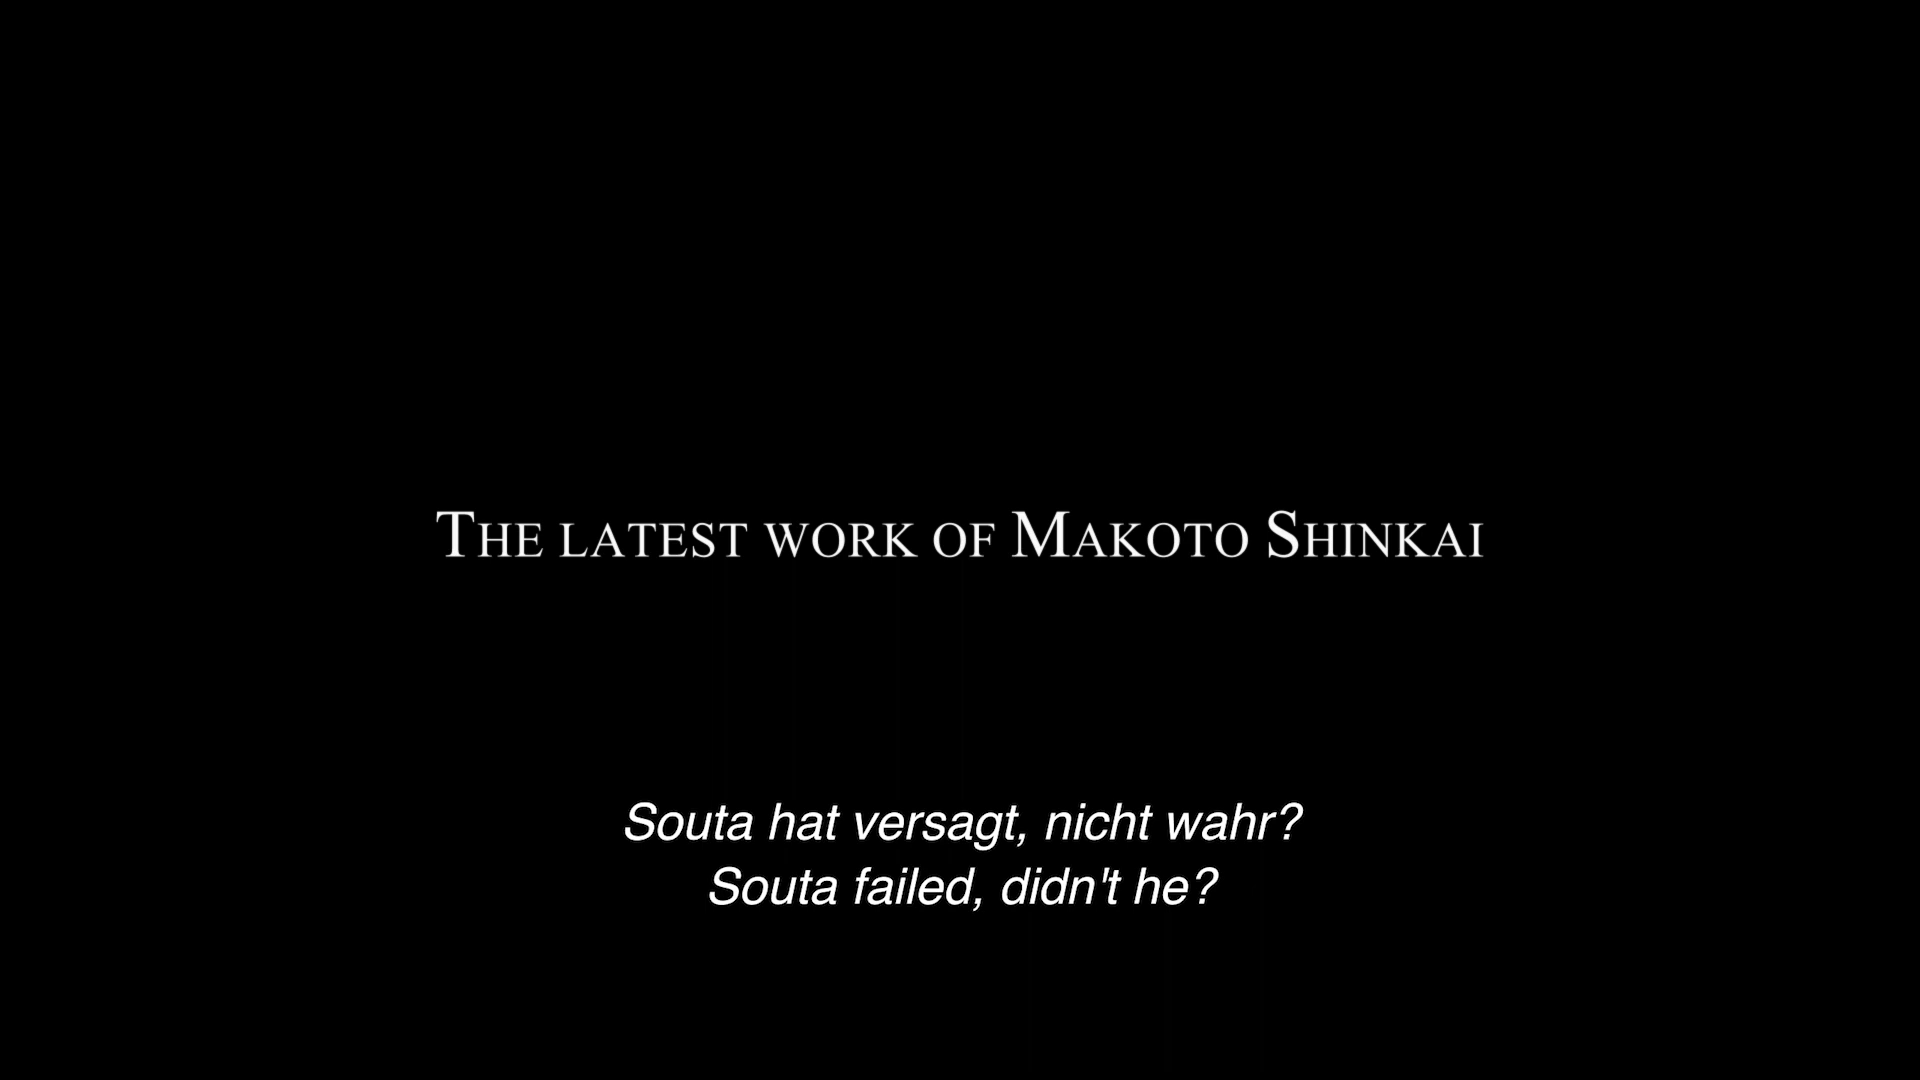 The latest work of Makoto Shinkai
Souta hat versagt, nicht wahr?
Souta failed, didn't he?